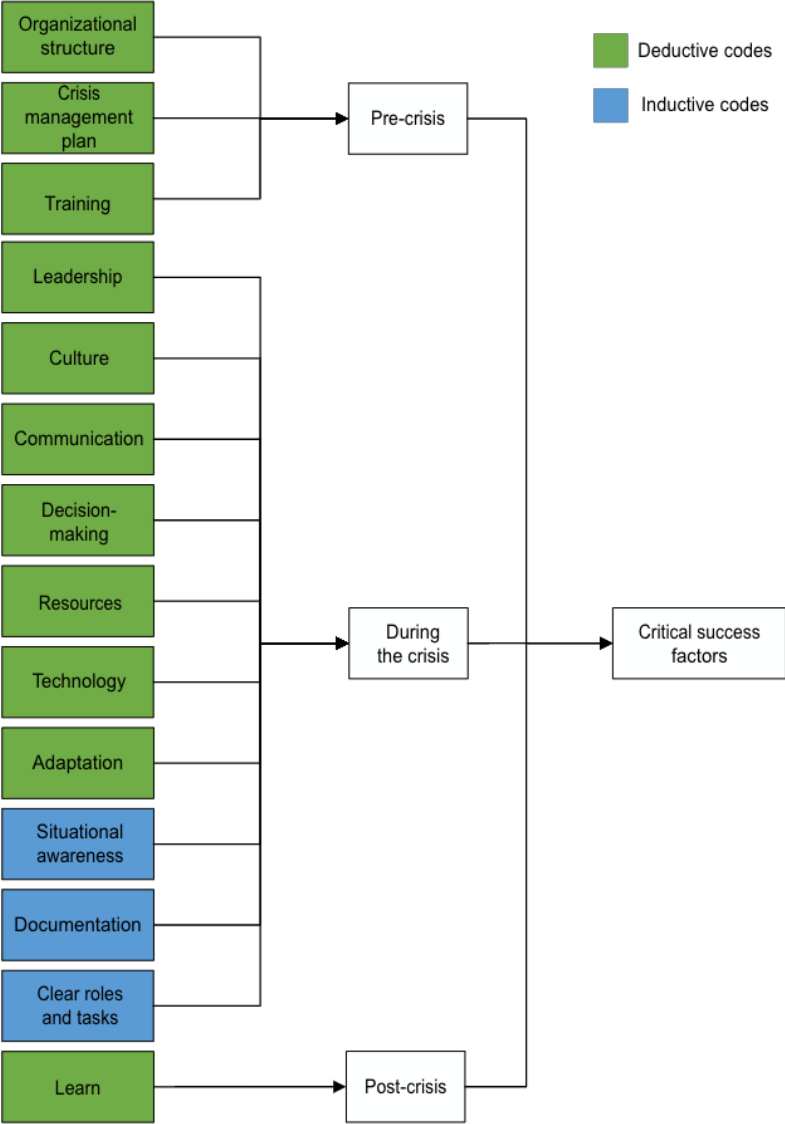 Organizational
structure
Crisis
management
plan
Training
Leadership
Culture
Communication
Decision-
making
Resources
Technology
Adaptation
Situational
awareness
Documentation
Clear roles
and tasks
Learn
Pre-crisis
During
the crisis
Post-crisis
Critical success
factors
Deductive codes
Inductive codes